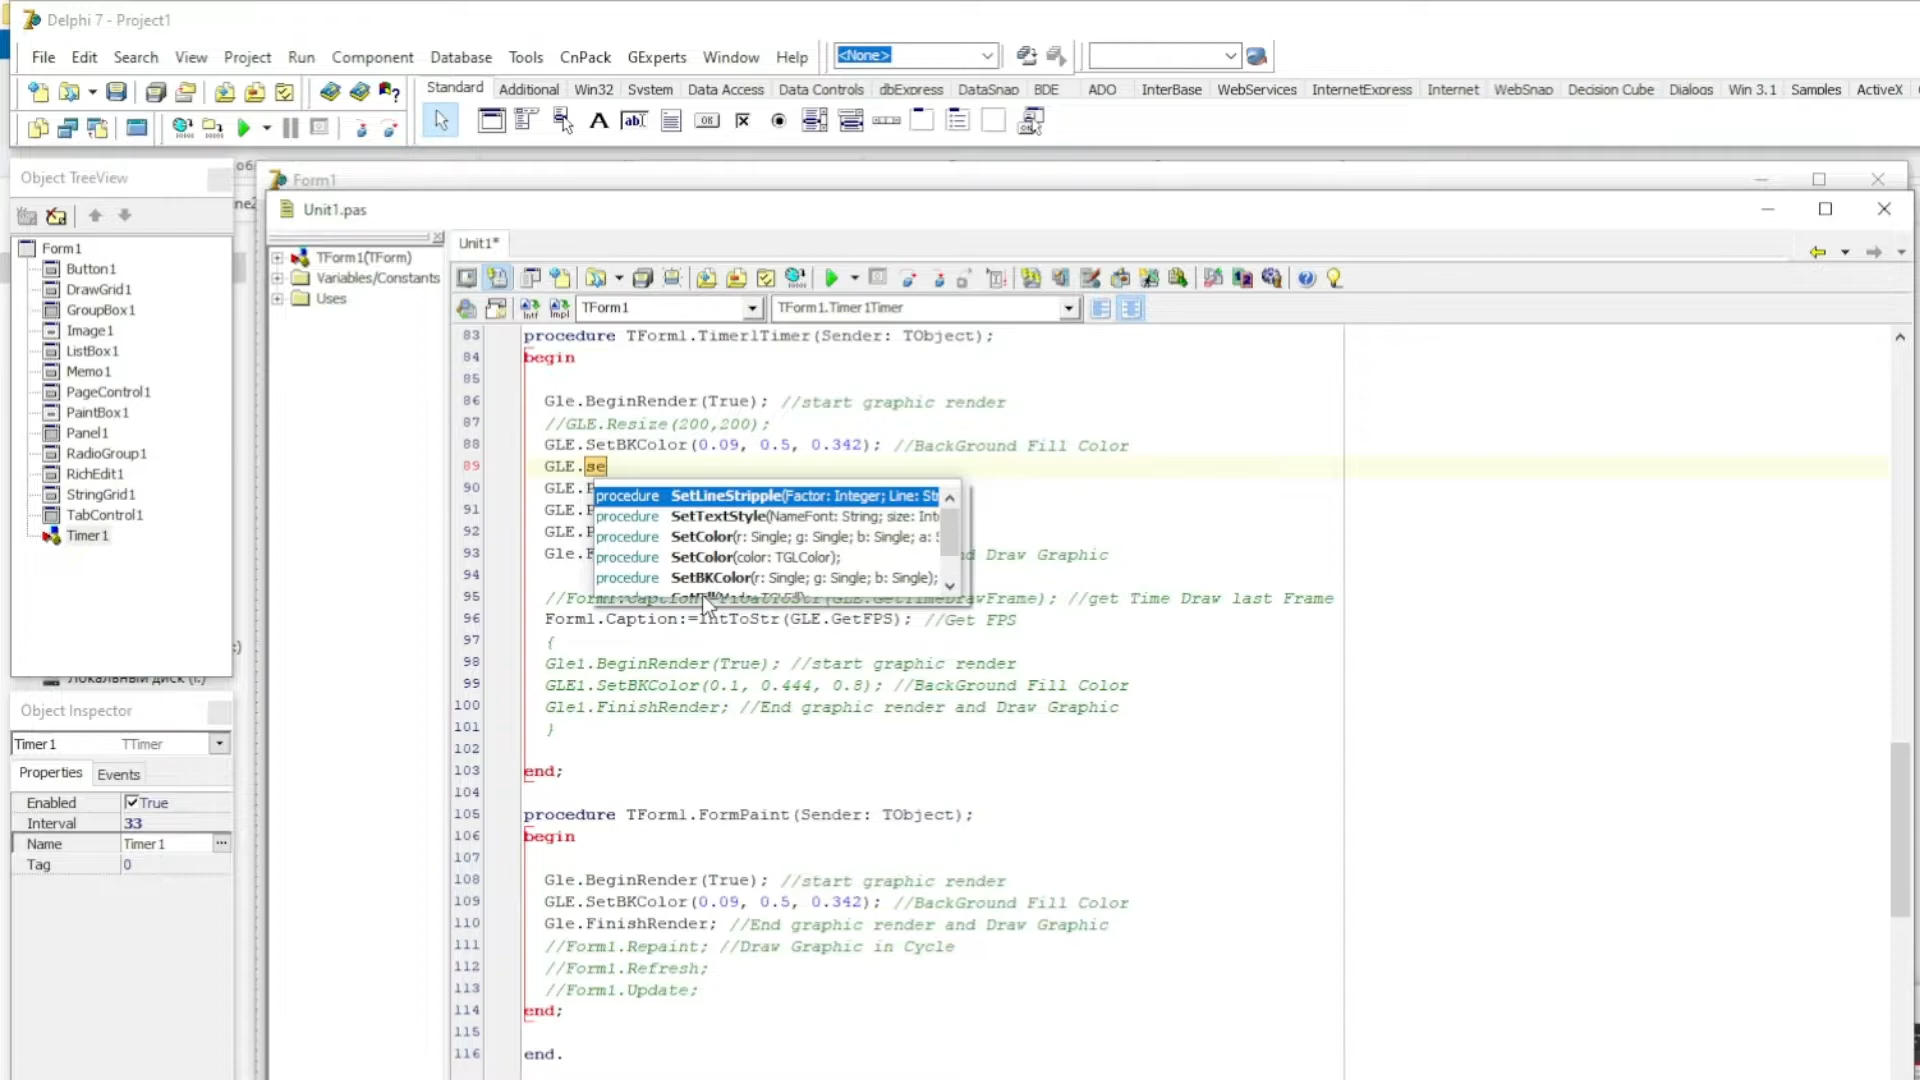 Delphi 7 - Project1
File Edit Search View Project Run Component Database Tools CnPack GExperts Window Help
<None>
Standard Additional Win32 System Data Access Data Controls dbExpress DataSnap BDE ADO InterBase WebServices InternetExpress Internet WebSnap Decision Cube Dialogs Win 3.1 Samples ActiveX
Object TreeView
Form1
Button1
DrawGrid1
GroupBox1
Image1
ListBox1
Memo1
PageControl1
PaintBox1
Panel1
RadioGroup1
RichEdit1
StringGrid1
TabControl1
Timer1
Локальный диск
Object Inspector
Timer1 TTimer
Properties Events
Enabled True
Interval 33
Name Timer1
Tag 0
Form1
Unit1.pas
TForm1(TForm)
Variables/Constants
Uses
Unit1*
Intf Impl TForm1 TForm1.Timer1Timer
83 procedure TForm1.Timer1Timer(Sender: TObject);
84 begin
85
86 Gle.BeginRender(True); //start graphic render
87 //GLE.Resize(200,200);
88 GLE.SetBKColor(0.09, 0.5, 0.342); //BackGround Fill Color
89 GLE.se
90 GLE.
91 GLE.
92 GLE.
93 Gle.F nd Draw Graphic
94
procedure SetLineStripple(Factor: Integer; Line: Str
procedure SetTextStyle(NameFont: String; size: Inte
procedure SetColor(r: Single; g: Single; b: Single; a: S
procedure SetColor(color: TGLColor);
procedure SetBKColor(r: Single; g: Single; b: Single);
95 (GLE.GetTimeDrawFrame); //get Time Draw last Frame
96 Form1.Caption:=IntToStr(GLE.GetFPS); //Get FPS
97 {
98 Gle1.BeginRender(True); //start graphic render
99 GLE1.SetBKColor(0.1, 0.444, 0.8); //BackGround Fill Color
100 Gle1.FinishRender; //End graphic render and Draw Graphic
101 }
102
103 end;
104
105 procedure TForm1.FormPaint(Sender: TObject);
106 begin
107
108 Gle.BeginRender(True); //start graphic render
109 GLE.SetBKColor(0.09, 0.5, 0.342); //BackGround Fill Color
110 Gle.FinishRender; //End graphic render and Draw Graphic
111 //Form1.Repaint; //Draw Graphic in Cycle
112 //Form1.Refresh;
113 //Form1.Update;
114 end;
115
116 end.